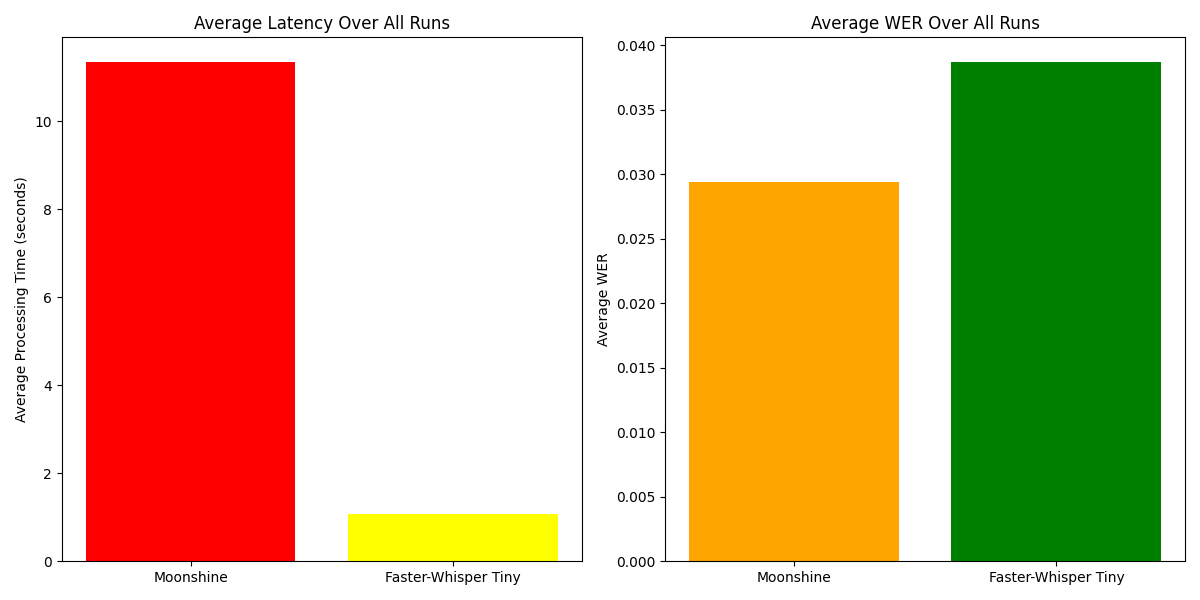 Average Latency Over All Runs
Average Processing Time (seconds)
10
8
6
4
2
0
Moonshine
Faster-Whisper Tiny
Average WER Over All Runs
Average WER
0.040
0.035
0.030
0.025
0.020
0.015
0.010
0.005
0.000
Moonshine
Faster-Whisper Tiny